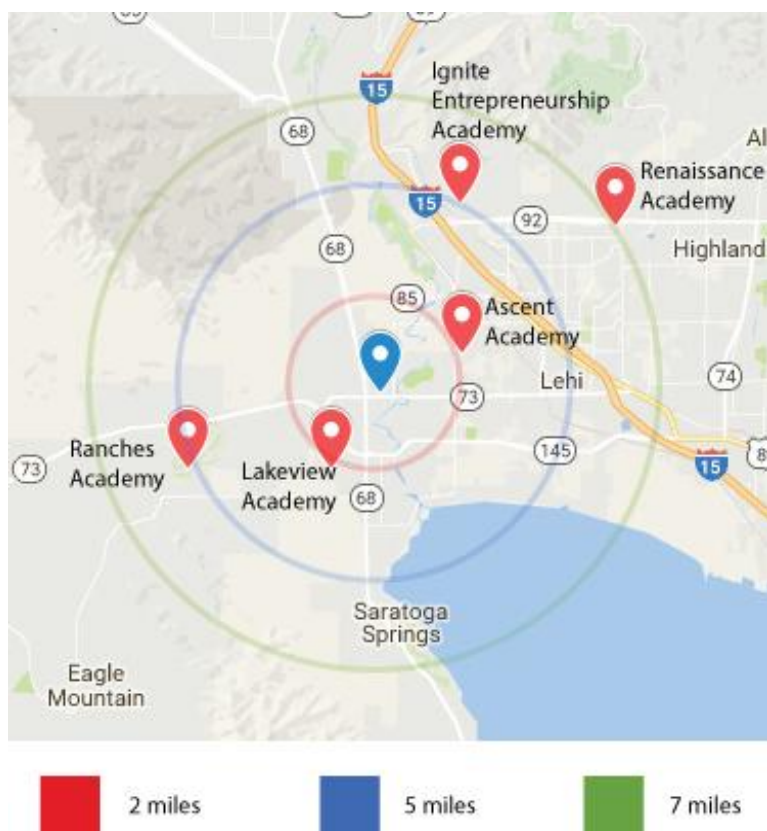 15
Ignite
Entrepreneurship
Academy
68
Al
Renaissance
Academy
15
92
68
Highland
85
Ascent
Academy
Lehi
74
73
Ranches
Academy
Lakeview
Academy
145
73
15
68
Saratoga
Springs
Eagle
Mountain
2 miles
5 miles
7 miles